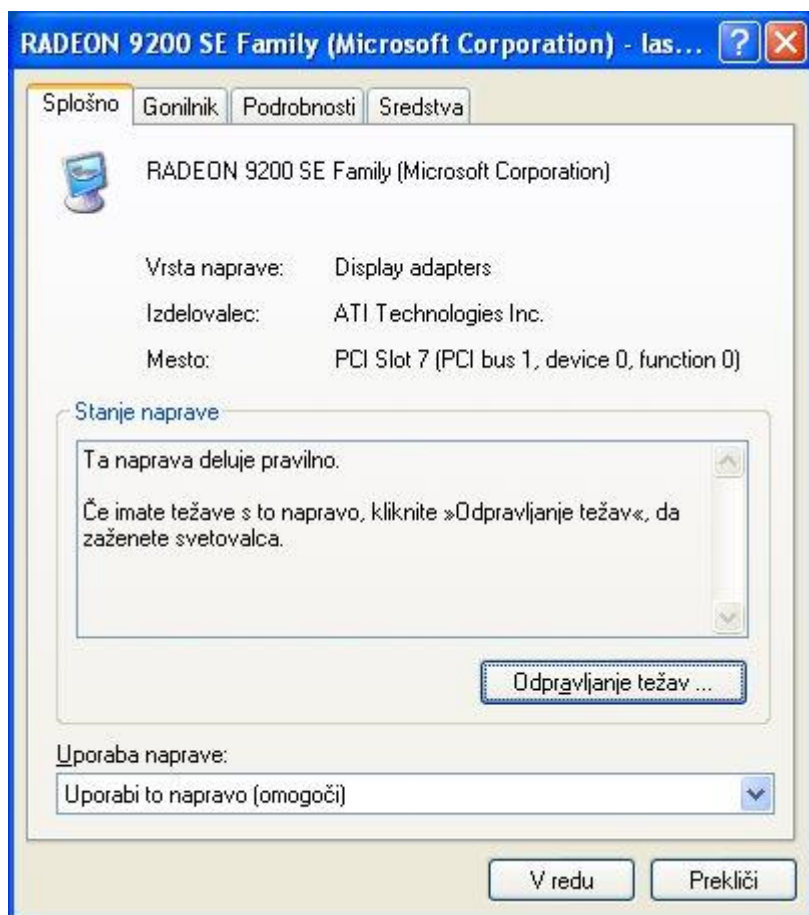 RADEON 9200 SE Family (Microsoft Corporation) - las...
Splošno Gonilnik Podrobnosti Sredstva
RADEON 9200 SE Family (Microsoft Corporation)
Vrsta naprave: Display adapters
Izdelovalec: ATI Technologies Inc.
Mesto: PCI Slot 7 (PCI bus 1, device 0, function 0)
Stanje naprave
Ta naprava deluje pravilno.
Če imate težave s to napravo, kliknite »Odpravljanje težav«, da
zaženete svetovalca.
Odpravljanje težav ...
Uporaba naprave:
Uporabi to napravo (omogoči)
V redu Prekliči